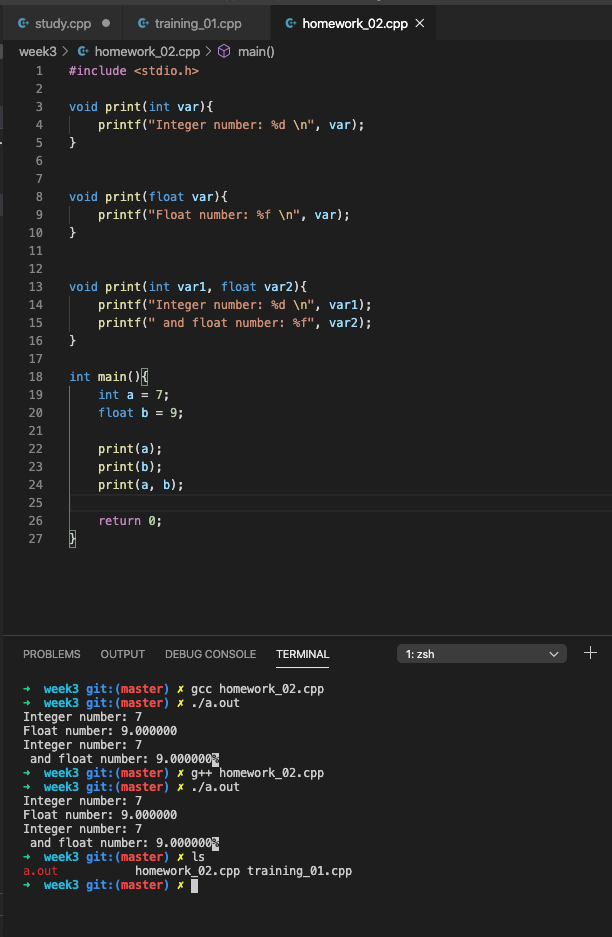 study.cpp training_01.cpp homework_02.cpp
week3 > homework_02.cpp > main()
1 #include <stdio.h>
2
3 void print(int var){
4 printf("Integer number: %d \n", var);
5 }
6
7
8 void print(float var){
9 printf("Float number: %f \n", var);
10 }
11
12
13 void print(int var1, float var2){
14 printf("Integer number: %d \n", var1);
15 printf(" and float number: %f", var2);
16 }
17
18 int main(){
19 int a = 7;
20 float b = 9;
21
22 print(a);
23 print(b);
24 print(a, b);
25
26 return 0;
27 }
PROBLEMS OUTPUT DEBUG CONSOLE TERMINAL 1: zsh
→ week3 git:(master) ✗ gcc homework_02.cpp
→ week3 git:(master) ✗ ./a.out
Integer number: 7
Float number: 9.000000
Integer number: 7
 and float number: 9.000000%
→ week3 git:(master) ✗ g++ homework_02.cpp
→ week3 git:(master) ✗ ./a.out
Integer number: 7
Float number: 9.000000
Integer number: 7
 and float number: 9.000000%
→ week3 git:(master) ✗ ls
a.out homework_02.cpp training_01.cpp
→ week3 git:(master) ✗